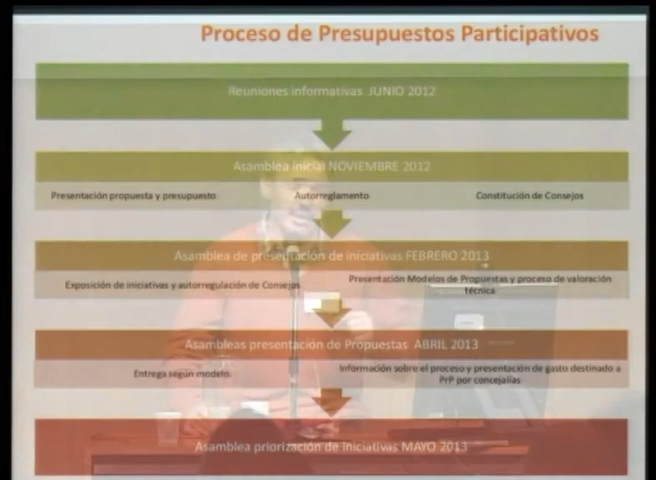 Proceso de Presupuestos Participativos
Reuniones informativas JUNIO 2012
Asamblea inicial NOVIEMBRE 2012
Presentación propuesta y presupuesto
Autorreglamento
Constitución de Consejos
Asamblea de presentación de iniciativas FEBRERO 2013
Exposición de iniciativas y autorregulación de Consejos
Presentación Modelos de Propuestas y proceso de valoración
técnica
Asambleas presentación de Propuestas ABRIL 2013
Entrega según modelo.
Información sobre el proceso y presentación de gasto destinado a
PrP por concejalías
Asamblea priorización de iniciativas MAYO 2013